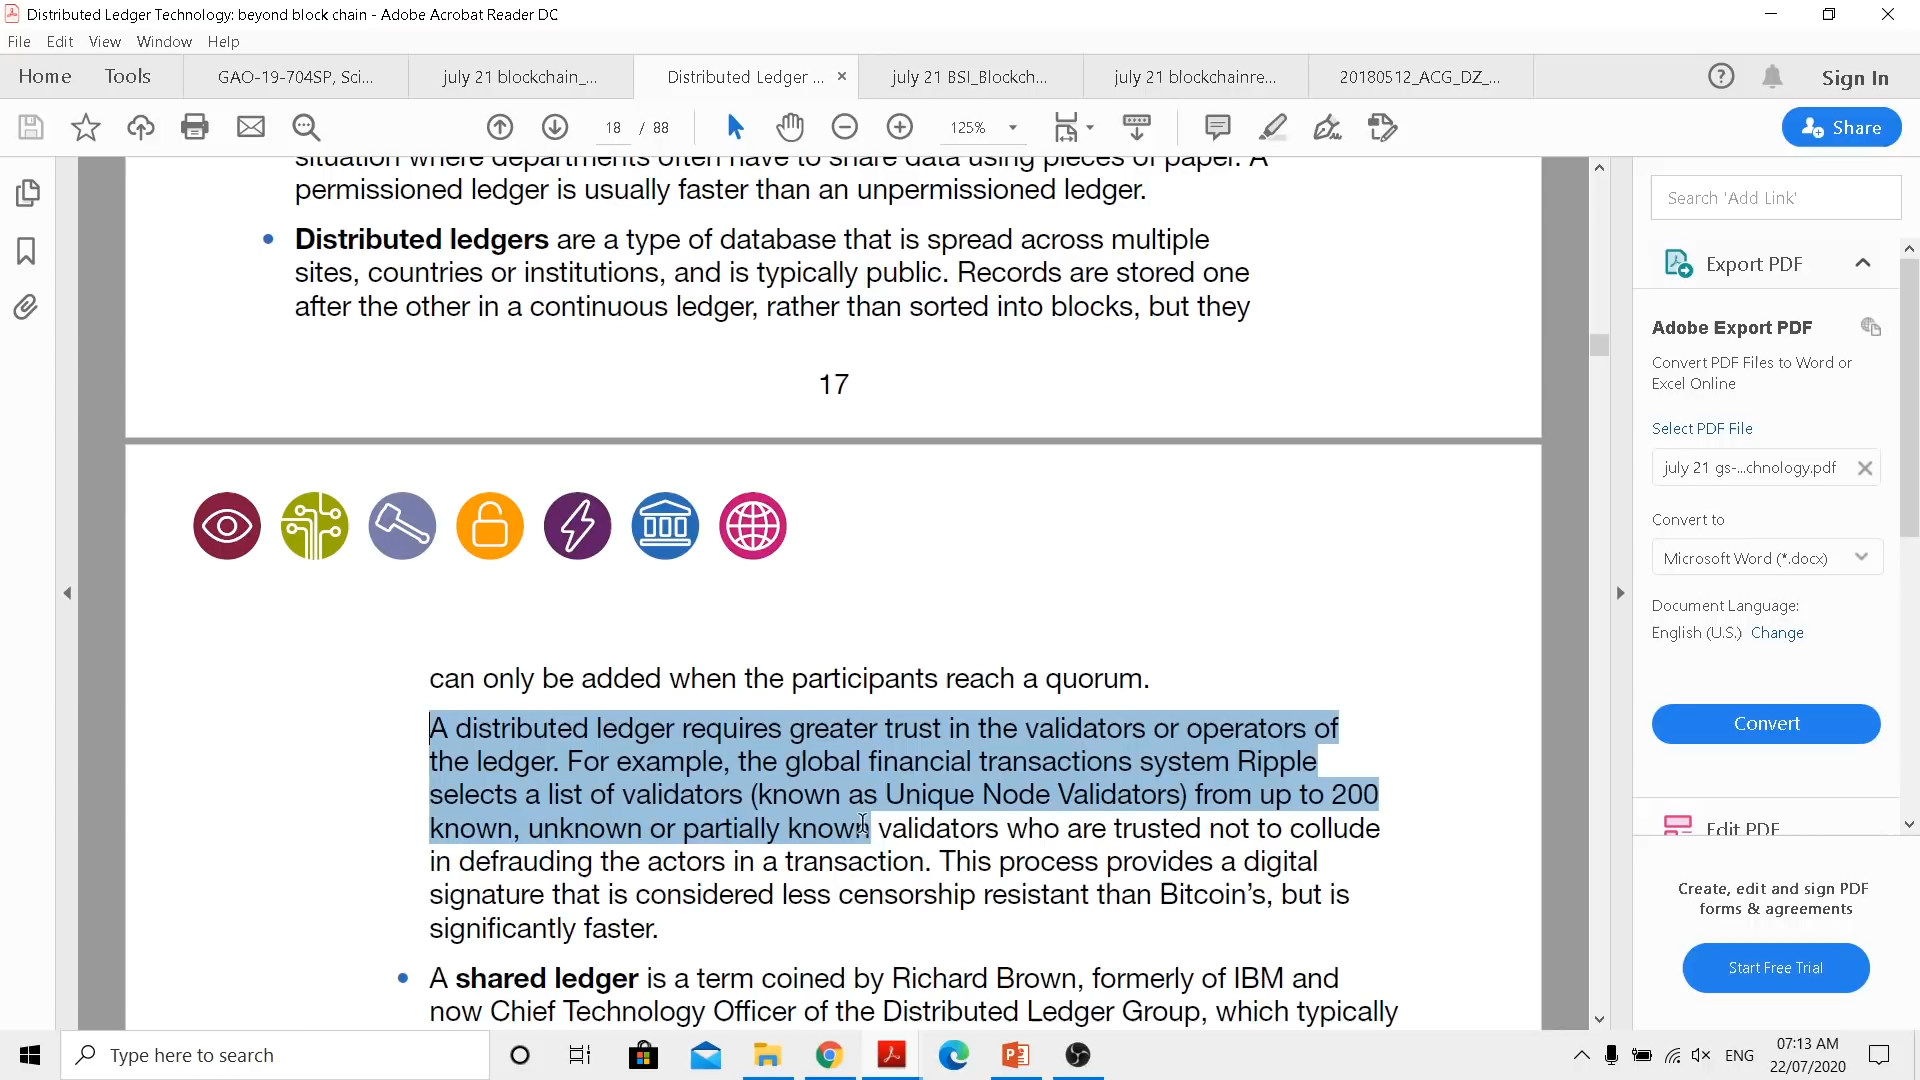 Distributed Ledger Technology: beyond block chain - Adobe Acrobat Reader DC
File Edit View Window Help
Home Tools GAO-19-704SP, Sci... july 21 blockchain_... Distributed Ledger ... × july 21 BSI_Blockch... july 21 blockchainre... 20180512_ACG_DZ_... Sign In
18 / 88 125% Share
situation where departments often have to share data using pieces of paper. A
permissioned ledger is usually faster than an unpermissioned ledger.
• Distributed ledgers are a type of database that is spread across multiple
sites, countries or institutions, and is typically public. Records are stored one
after the other in a continuous ledger, rather than sorted into blocks, but they
17
can only be added when the participants reach a quorum.
A distributed ledger requires greater trust in the validators or operators of
the ledger. For example, the global financial transactions system Ripple
selects a list of validators (known as Unique Node Validators) from up to 200
known, unknown or partially known validators who are trusted not to collude
in defrauding the actors in a transaction. This process provides a digital
signature that is considered less censorship resistant than Bitcoin’s, but is
significantly faster.
• A shared ledger is a term coined by Richard Brown, formerly of IBM and
now Chief Technology Officer of the Distributed Ledger Group, which typically
Search 'Add Link'
Export PDF
Adobe Export PDF
Convert PDF Files to Word or
Excel Online
Select PDF File
july 21 gs-...chnology.pdf
Convert to
Microsoft Word (*.docx)
Document Language:
English (U.S.) Change
Convert
Edit PDF
Create, edit and sign PDF
forms & agreements
Start Free Trial
Type here to search
ENG
07:13 AM
22/07/2020